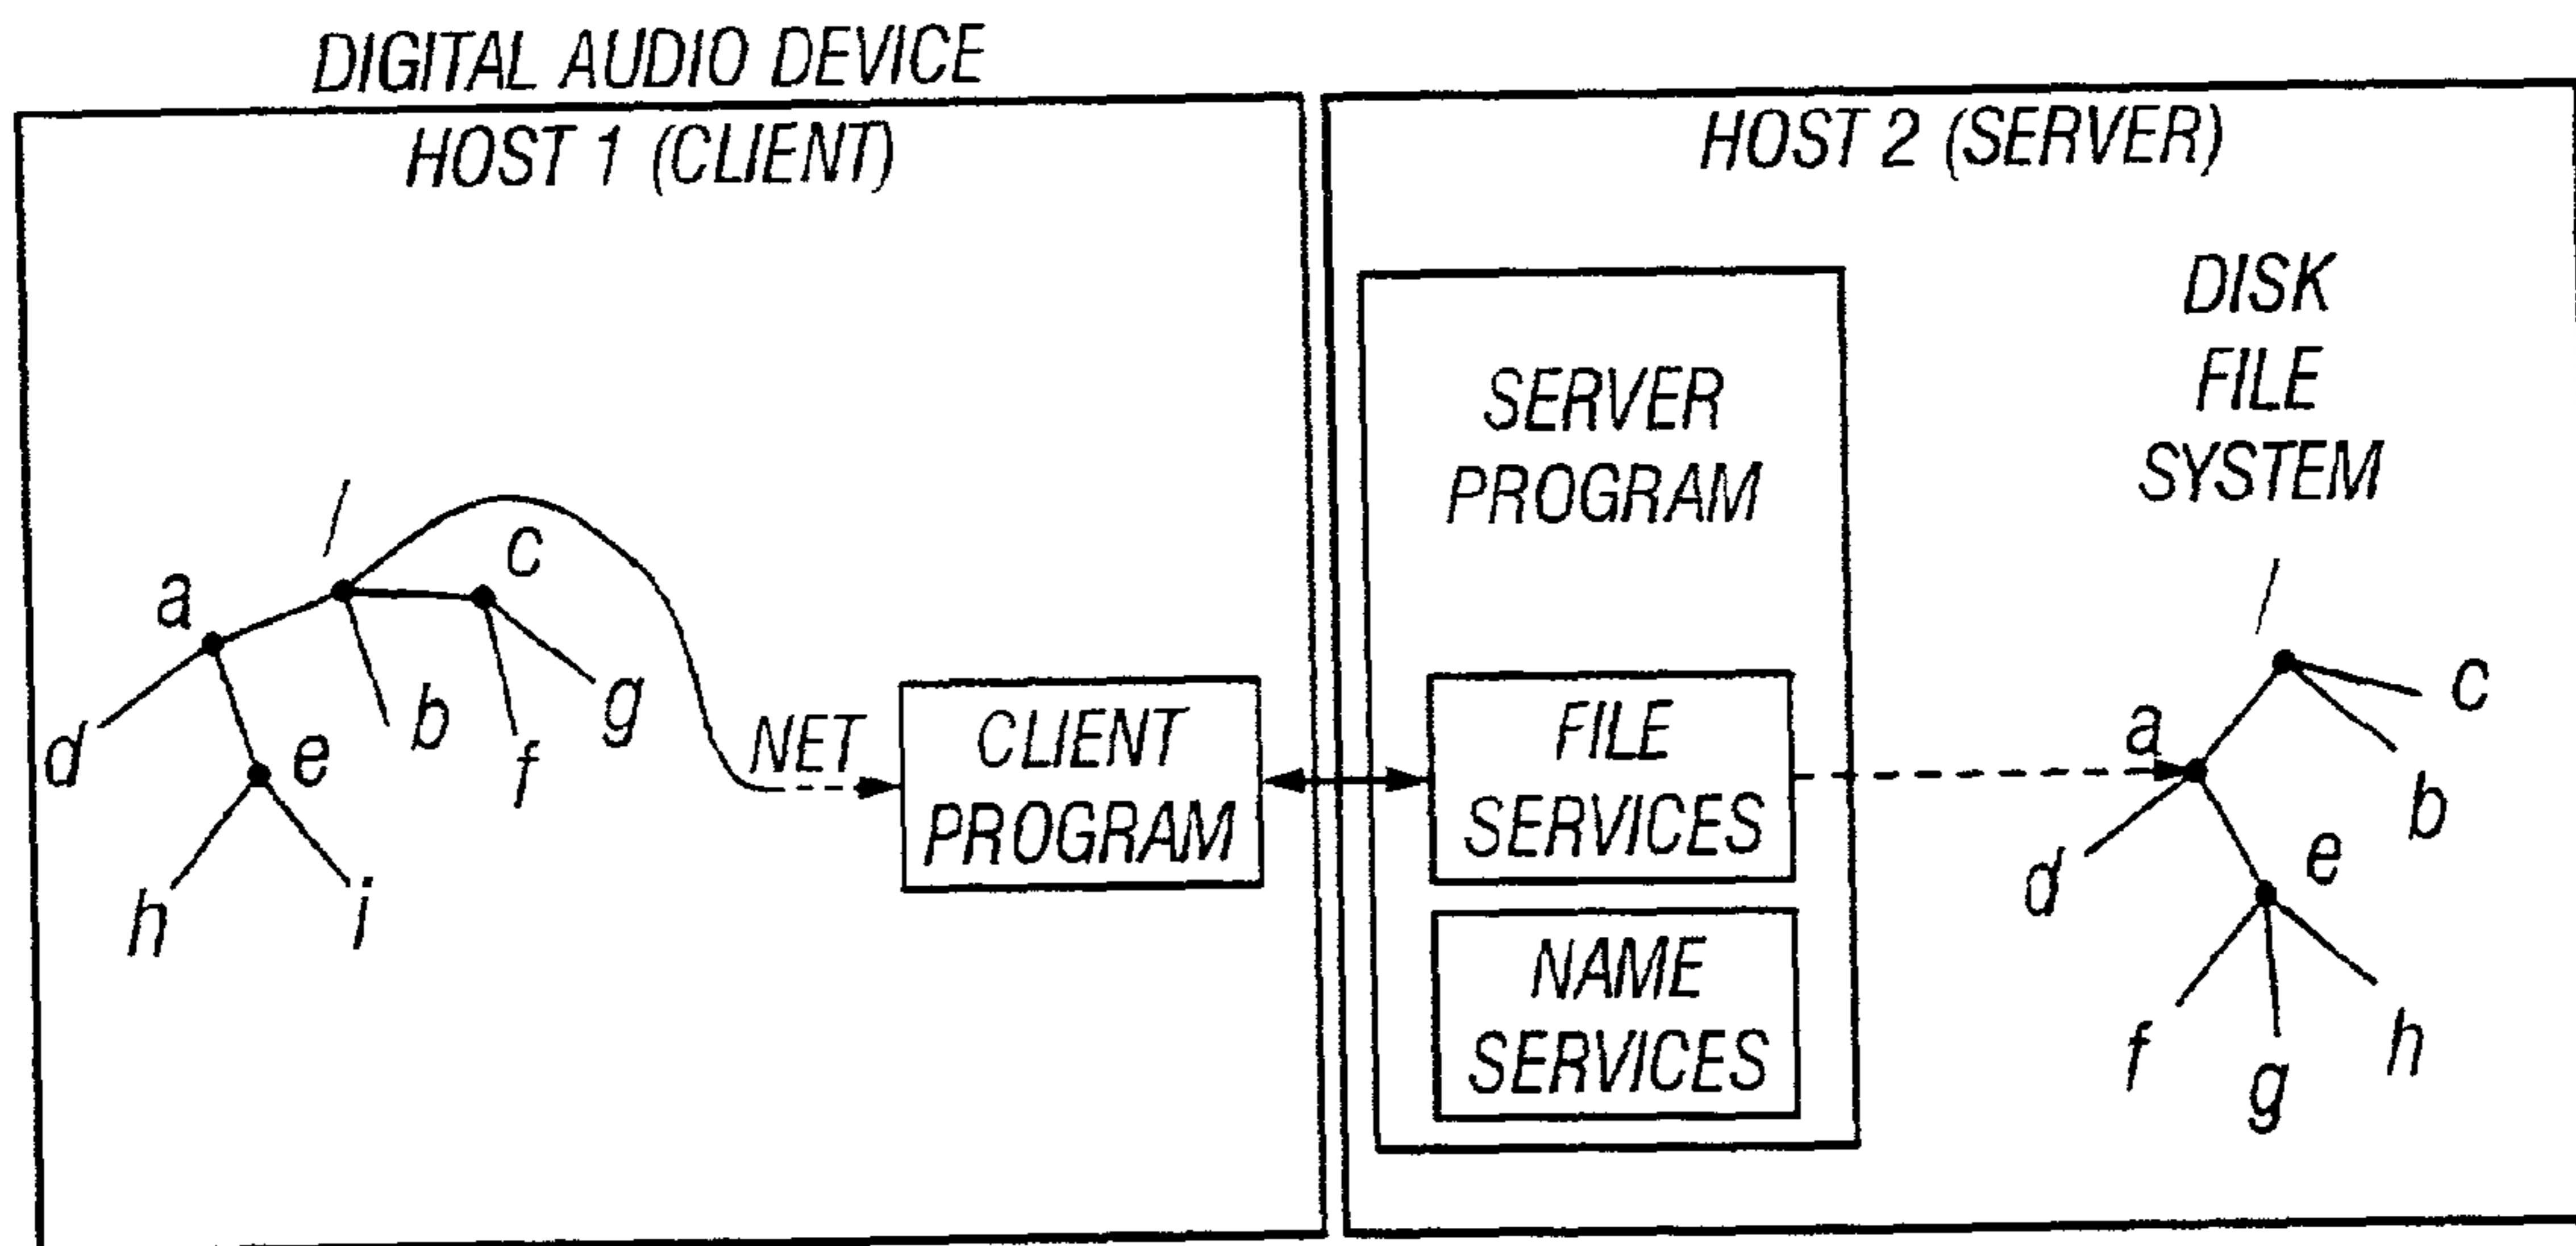 DIGITAL AUDIO DEVICE
HOST 1 (CLIENT)
/
a
c
d
e
b
f
g
h
i
NET
CLIENT
PROGRAM
HOST 2 (SERVER)
SERVER
PROGRAM
FILE
SERVICES
NAME
SERVICES
DISK
FILE
SYSTEM
/
a
c
b
d
e
f
g
h